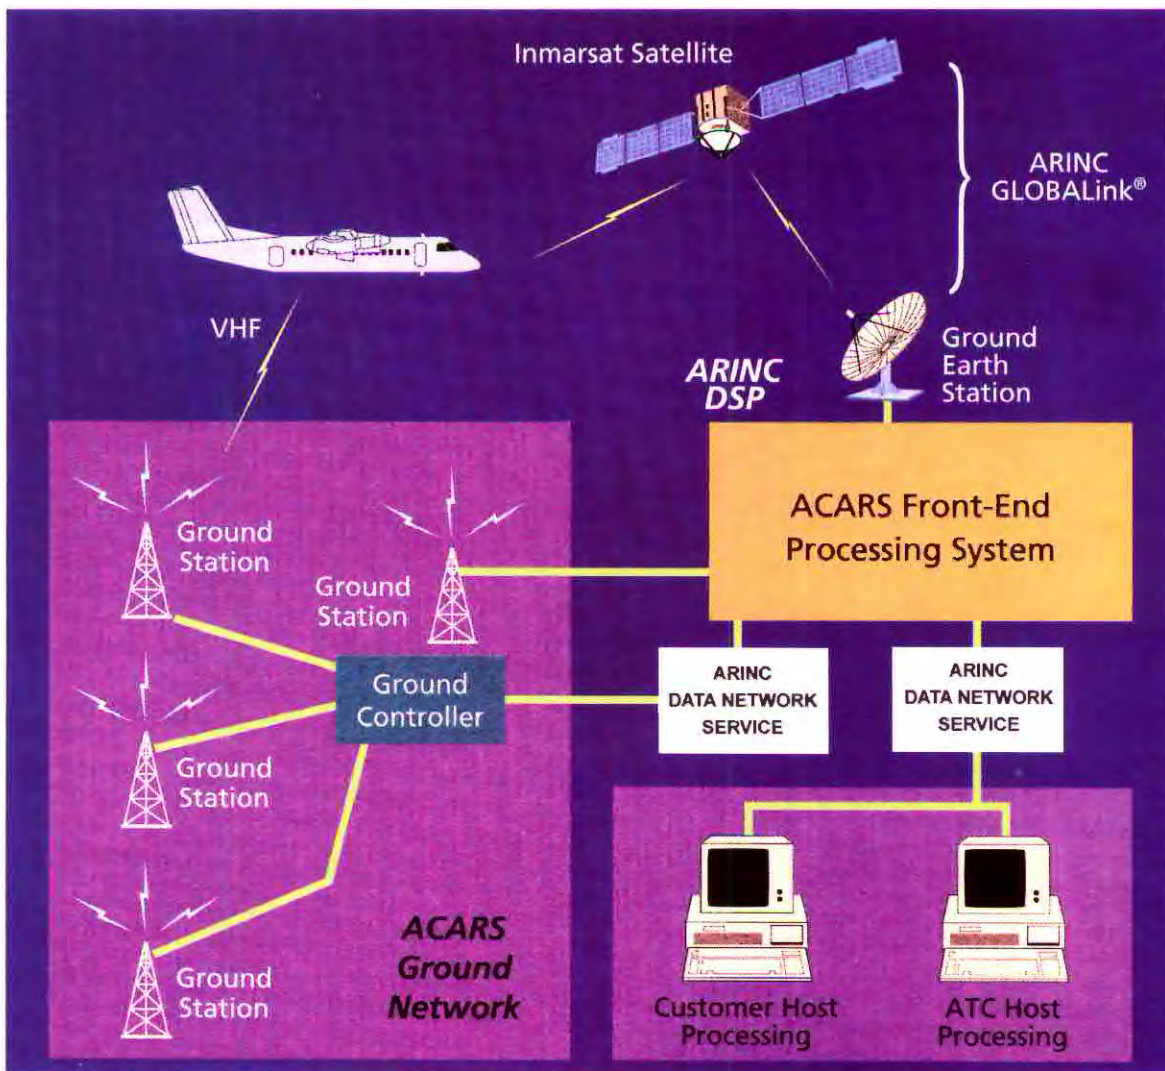 Inmarsat Satellite
ARINC
GLOBALink®
VHF
Ground
Earth
Station
ARINC
DSP
Ground
Station
Ground
Station
ACARS Front-End
Processing System
Ground
Controller
ARINC
DATA NETWORK
SERVICE
ARINC
DATA NETWORK
SERVICE
Ground
Station
Ground
Station
ACARS
Ground
Network
Customer Host
Processing
ATC Host
Processing